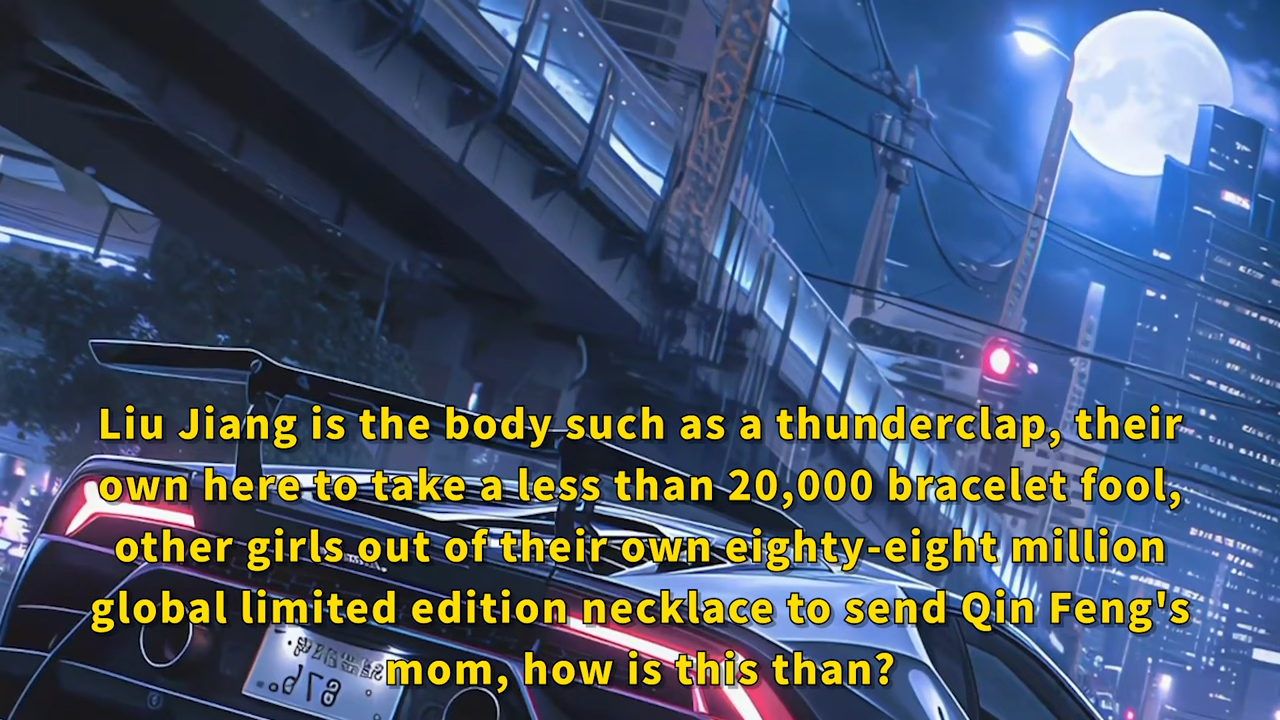 Liu Jiang is the body such as a thunderclap, their
own here to take a less than 20,000 bracelet fool,
other girls out of their own eighty-eight million
global limited edition necklace to send Qin Feng's
mom, how is this than?